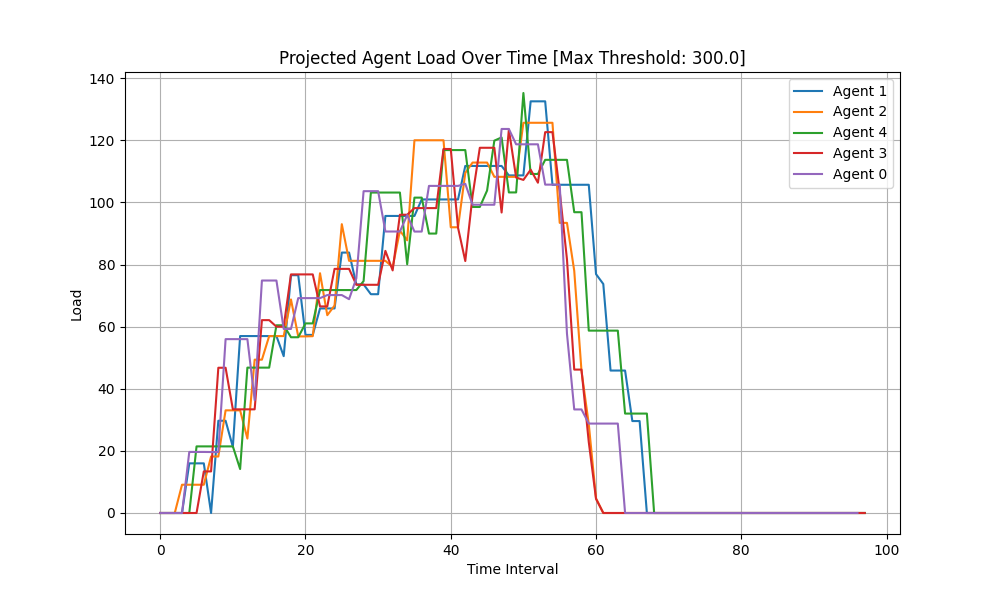 Projected Agent Load Over Time [Max Threshold: 300.0]
140
120
100
80
60
40
20
0
Load
0 20 40 60 80 100
Time Interval
Agent 1
Agent 2
Agent 4
Agent 3
Agent 0